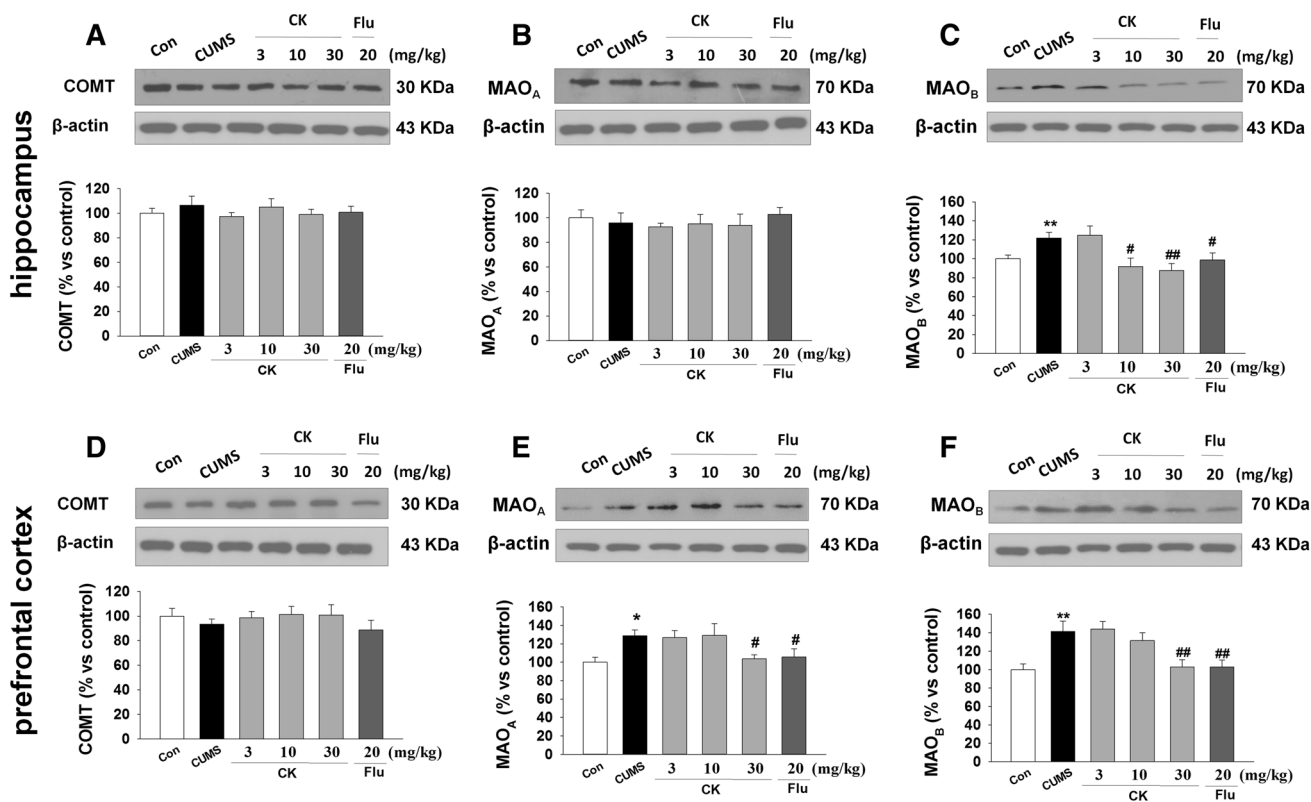 hippocampus
A
Con
CUMS
CK
Flu
3 10 30 20 (mg/kg)
COMT 30 KDa
β-actin 43 KDa
COMT (% vs control)
120
100
80
60
40
20
0
Con CUMS 3 10 30 20 (mg/kg)
CK Flu
B
Con
CUMS
CK
Flu
3 10 30 20 (mg/kg)
MAOA 70 KDa
β-actin 43 KDa
MAOA (% vs control)
120
100
80
60
40
20
0
Con CUMS 3 10 30 20 (mg/kg)
CK Flu
C
Con
CUMS
CK
Flu
3 10 30 20 (mg/kg)
MAOB 70 KDa
β-actin 43 KDa
MAOB (% vs control)
160
140
120
100
80
60
40
20
0
** # ## #
Con CUMS 3 10 30 20 (mg/kg)
CK Flu
prefrontal cortex
D
Con
CUMS
CK
Flu
3 10 30 20 (mg/kg)
COMT 30 KDa
β-actin 43 KDa
COMT (% vs control)
120
100
80
60
40
20
0
Con CUMS 3 10 30 20 (mg/kg)
CK Flu
E
Con
CUMS
CK
Flu
3 10 30 20 (mg/kg)
MAOA 70 KDa
β-actin 43 KDa
MAOA (% vs control)
160
140
120
100
80
60
40
20
0
* # #
Con CUMS 3 10 30 20 (mg/kg)
CK Flu
F
Con
CUMS
CK
Flu
3 10 30 20 (mg/kg)
MAOB 70 KDa
β-actin 43 KDa
MAOB (% vs control)
160
140
120
100
80
60
40
20
0
** ## ##
Con CUMS 3 10 30 20 (mg/kg)
CK Flu